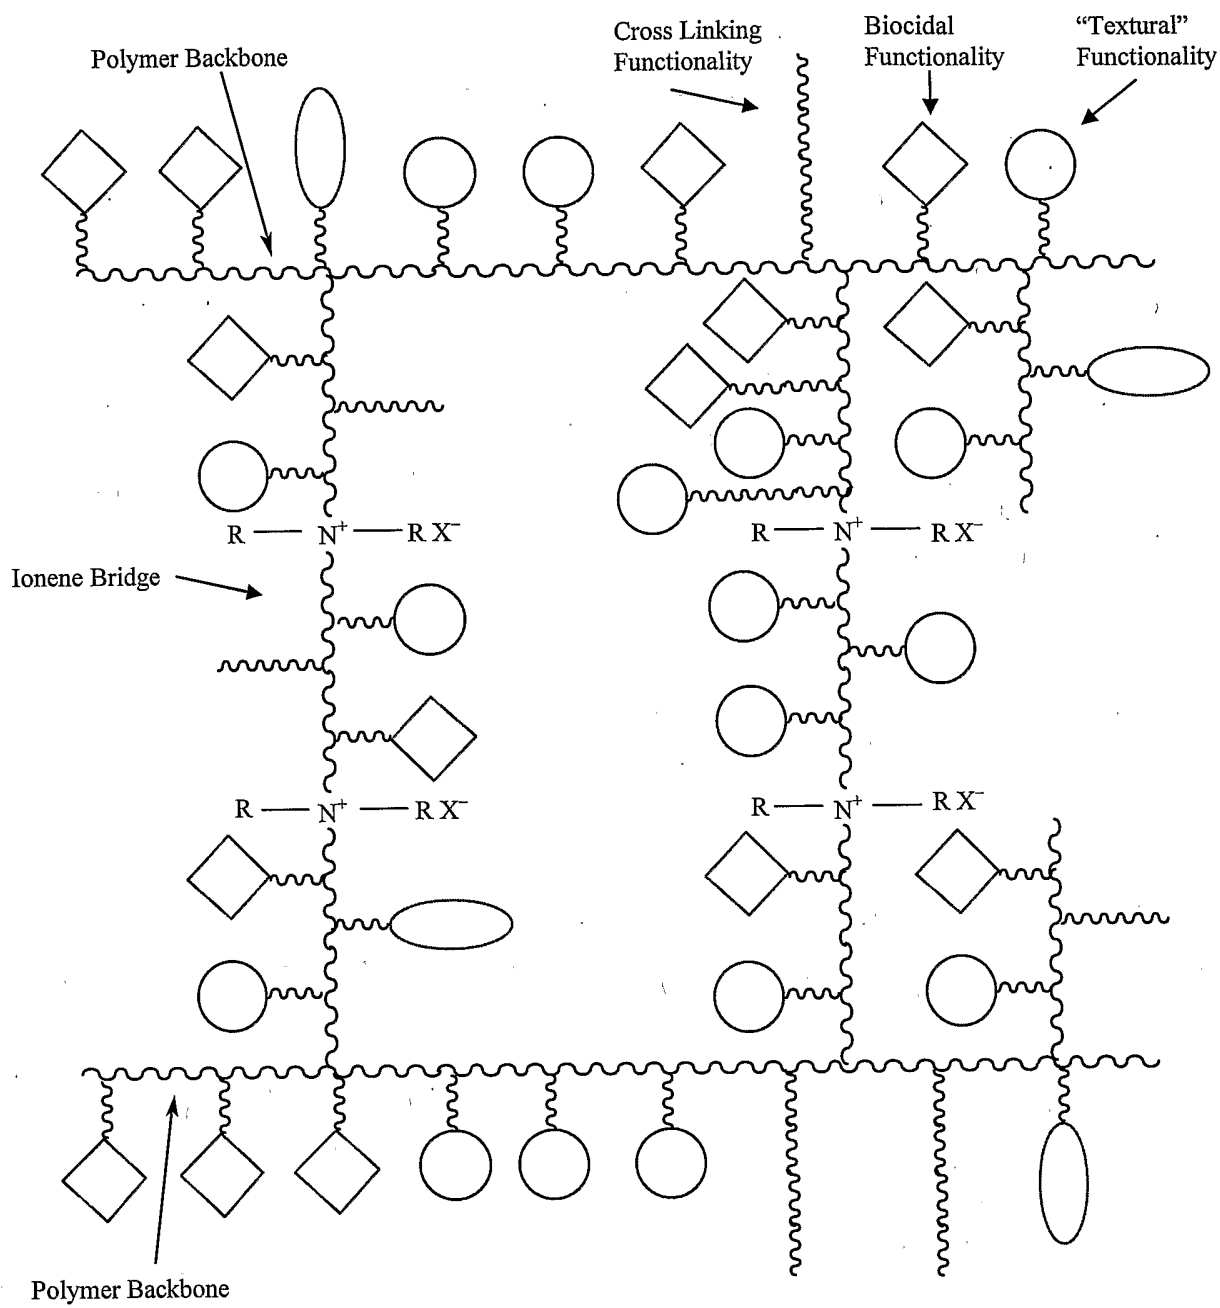 Polymer Backbone
Cross Linking
Functionality
Biocidal
Functionality
“Textural”
Functionality
R — N⁺ — R X⁻
R — N⁺ — R X⁻
Ionene Bridge
R — N⁺ — R X⁻
R — N⁺ — R X⁻
Polymer Backbone